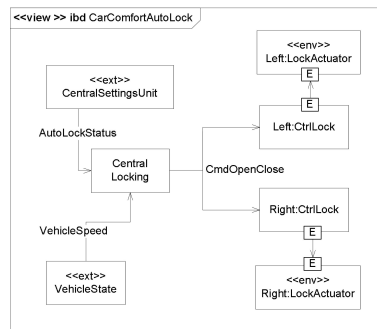 <<view >> ibd CarComfortAutoLock
<<env>>
Left:LockActuator
E
E
<<ext>>
CentralSettingsUnit
Left:CtrlLock
AutoLockStatus
Central
Locking
CmdOpenClose
Right:CtrlLock
E
VehicleSpeed
E
<<ext>>
VehicleState
<<env>>
Right:LockActuator